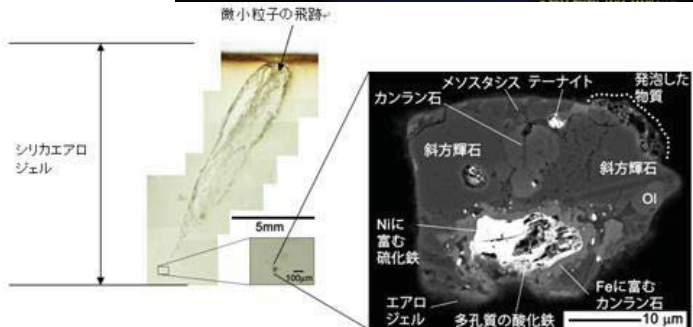 微小粒子の飛跡
シリカエアロ
ジェル
5mm
100μm
メソスタシス
テーナイト
発泡した
物質
カンラン石
斜方輝石
斜方輝石
Ol
Niに
富む
硫化鉄
Feに富む
カンラン石
エアロ
ジェル
多孔質の酸化鉄
10 μm